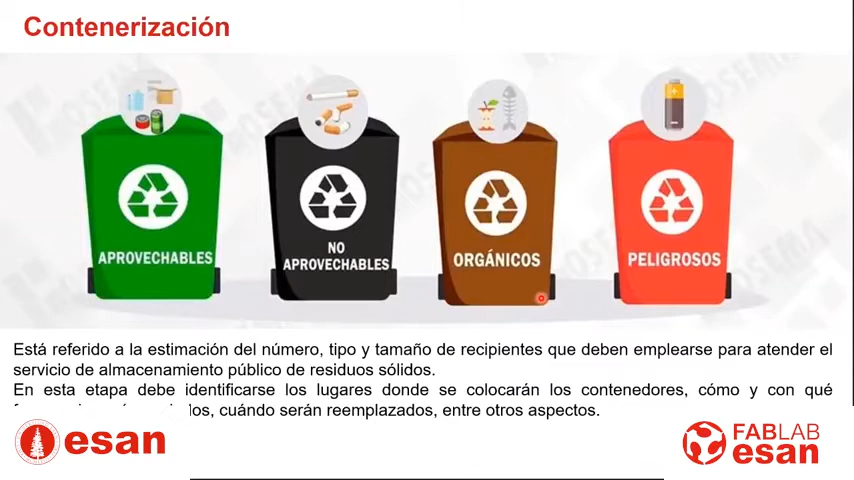 Contenerización
APROVECHABLES
NO
APROVECHABLES
ORGÁNICOS
PELIGROSOS
Está referido a la estimación del número, tipo y tamaño de recipientes que deben emplearse para atender el
servicio de almacenamiento público de residuos sólidos.
En esta etapa debe identificarse los lugares donde se colocarán los contenedores, cómo y con qué
cuándo serán reemplazados, entre otros aspectos.
esan
FABLAB
esan